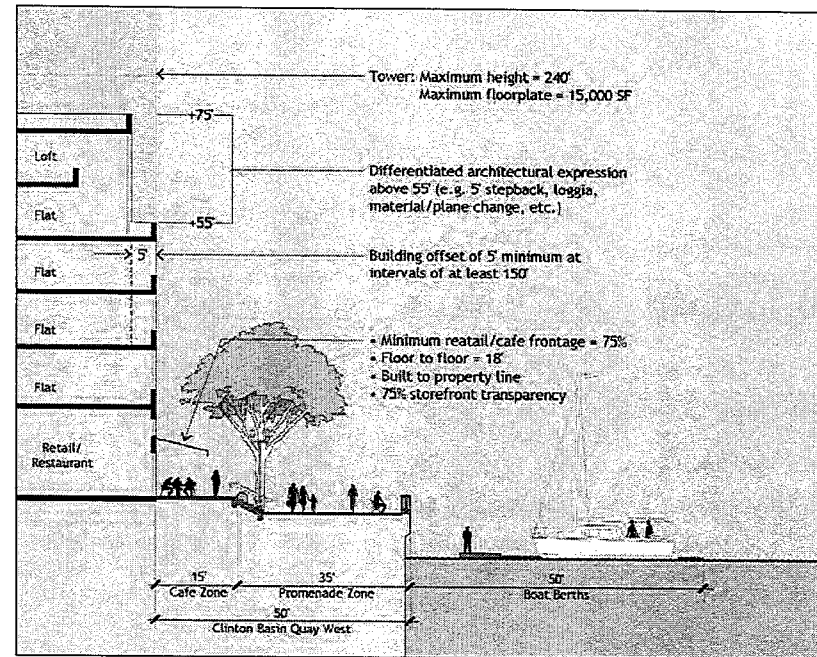 Tower: Maximum height = 240'
Maximum floorplate = 15,000 SF
+75'
Loft
Differentiated architectural expression
above 55' (e.g. 5' stepback, loggia,
material/plane change, etc.)
Flat
+55'
5'
Building offset of 5' minimum at
intervals of at least 150'
Flat
Flat
• Minimum reatail/cafe frontage = 75%
• Floor to floor = 18'
• Built to property line
• 75% storefront transparency
Flat
Retail/
Restaurant
15'
Cafe Zone
35'
Promenade Zone
50'
Boat Berths
50'
Clinton Basin Quay West